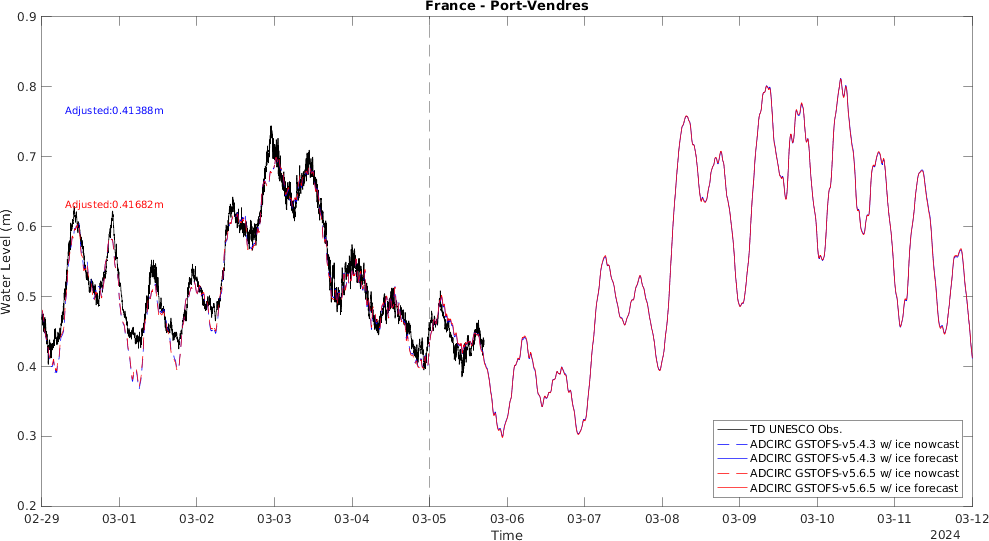 France - Port-Vendres
0.9
0.8
0.7
0.6
0.5
0.4
0.3
0.2
Water Level (m)
Adjusted:0.41388m
Adjusted:0.41682m
TD UNESCO Obs.
ADCIRC GSTOFS-v5.4.3 w/ ice nowcast
ADCIRC GSTOFS-v5.4.3 w/ ice forecast
ADCIRC GSTOFS-v5.6.5 w/ ice nowcast
ADCIRC GSTOFS-v5.6.5 w/ ice forecast
02-29 03-01 03-02 03-03 03-04 03-05 03-06 03-07 03-08 03-09 03-10 03-11 03-12
Time
2024